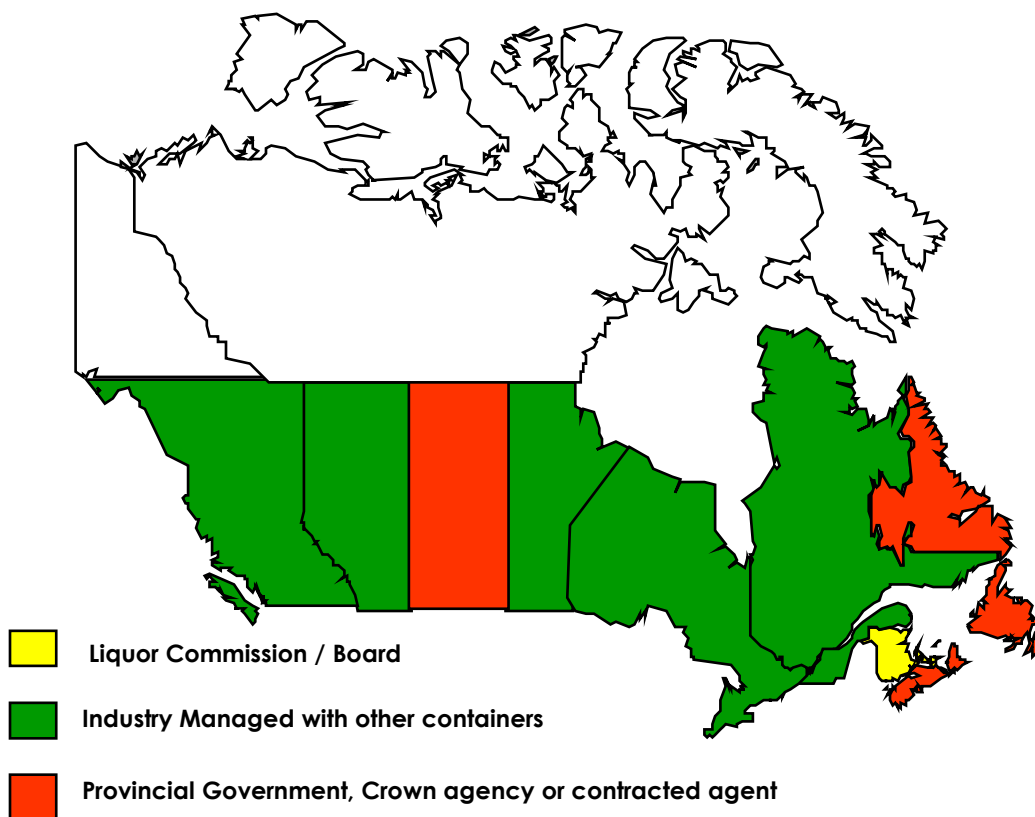 Liquor Commission / Board
Industry Managed with other containers
Provincial Government, Crown agency or contracted agent